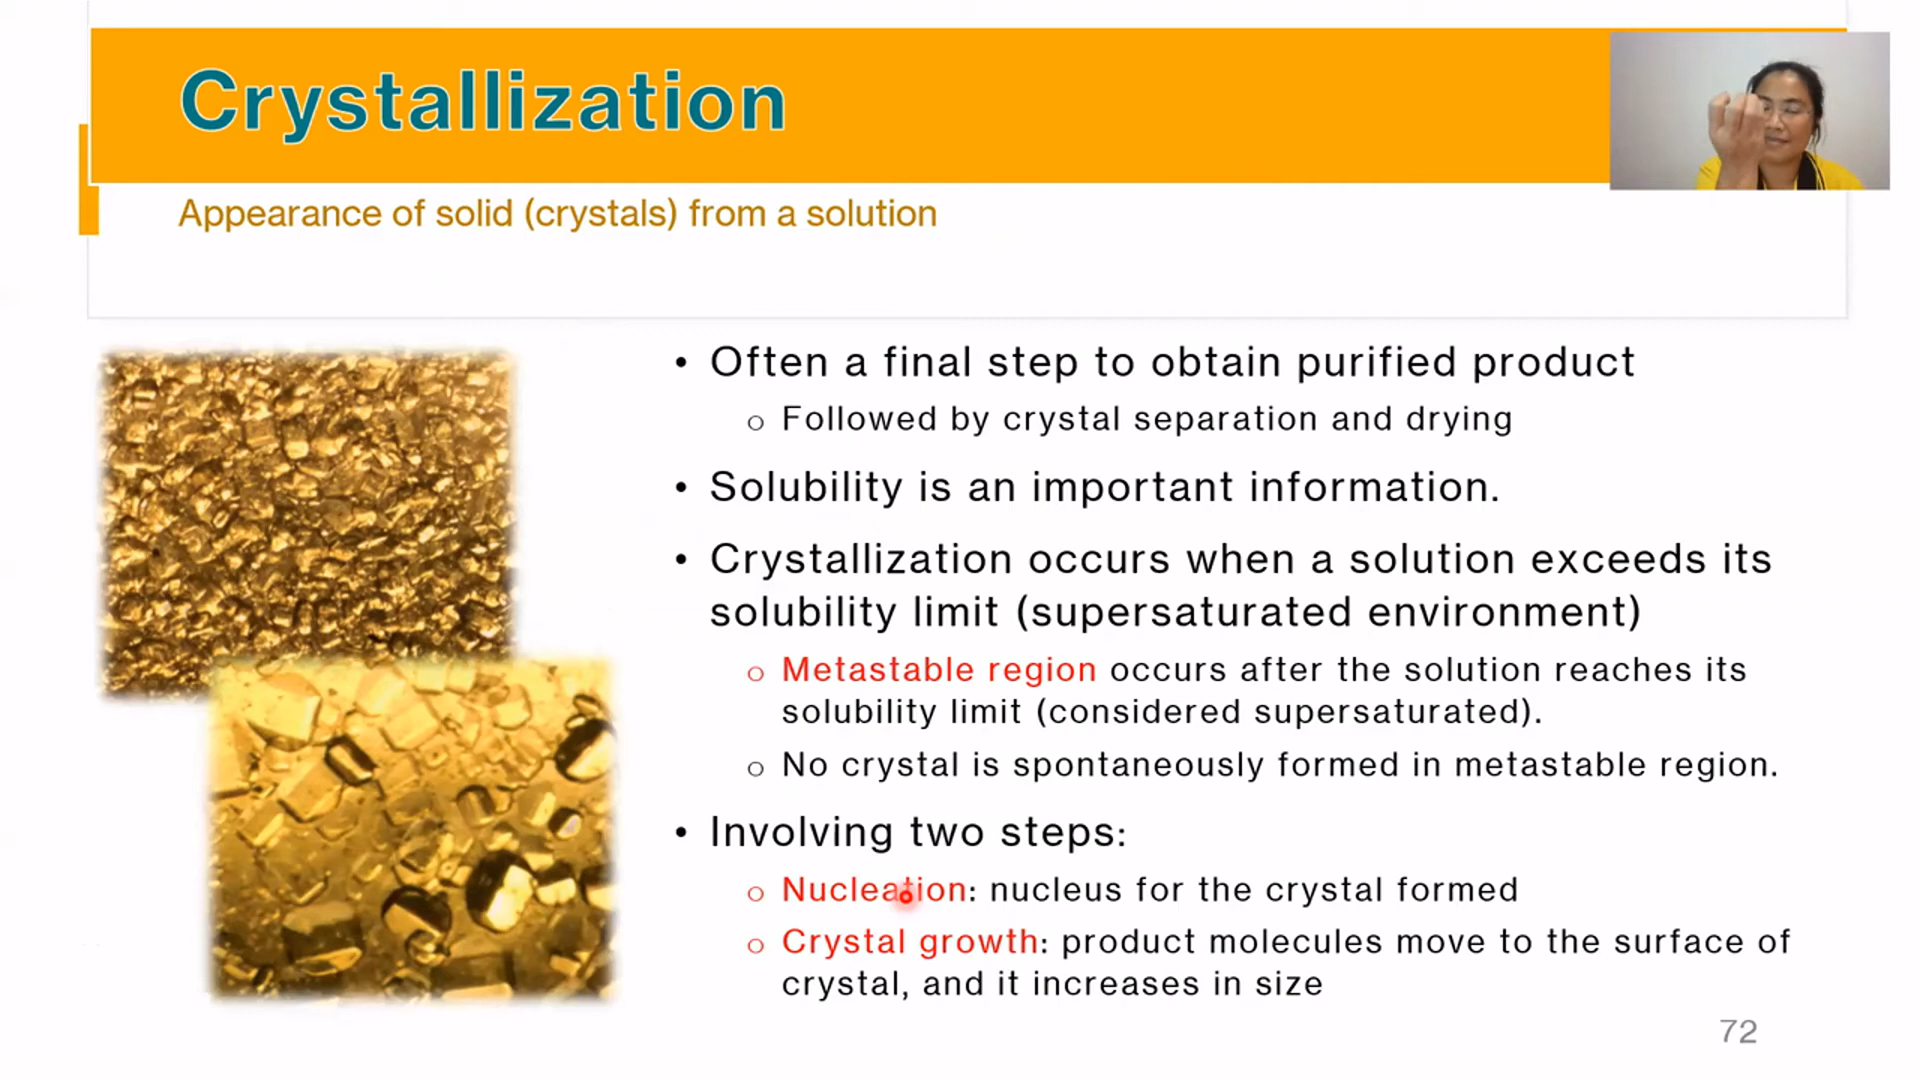 Crystallization
Appearance of solid (crystals) from a solution
• Often a final step to obtain purified product
o Followed by crystal separation and drying
• Solubility is an important information.
• Crystallization occurs when a solution exceeds its
solubility limit (supersaturated environment)
o Metastable region occurs after the solution reaches its
solubility limit (considered supersaturated).
o No crystal is spontaneously formed in metastable region.
• Involving two steps:
o Nucleation: nucleus for the crystal formed
o Crystal growth: product molecules move to the surface of
crystal, and it increases in size
72